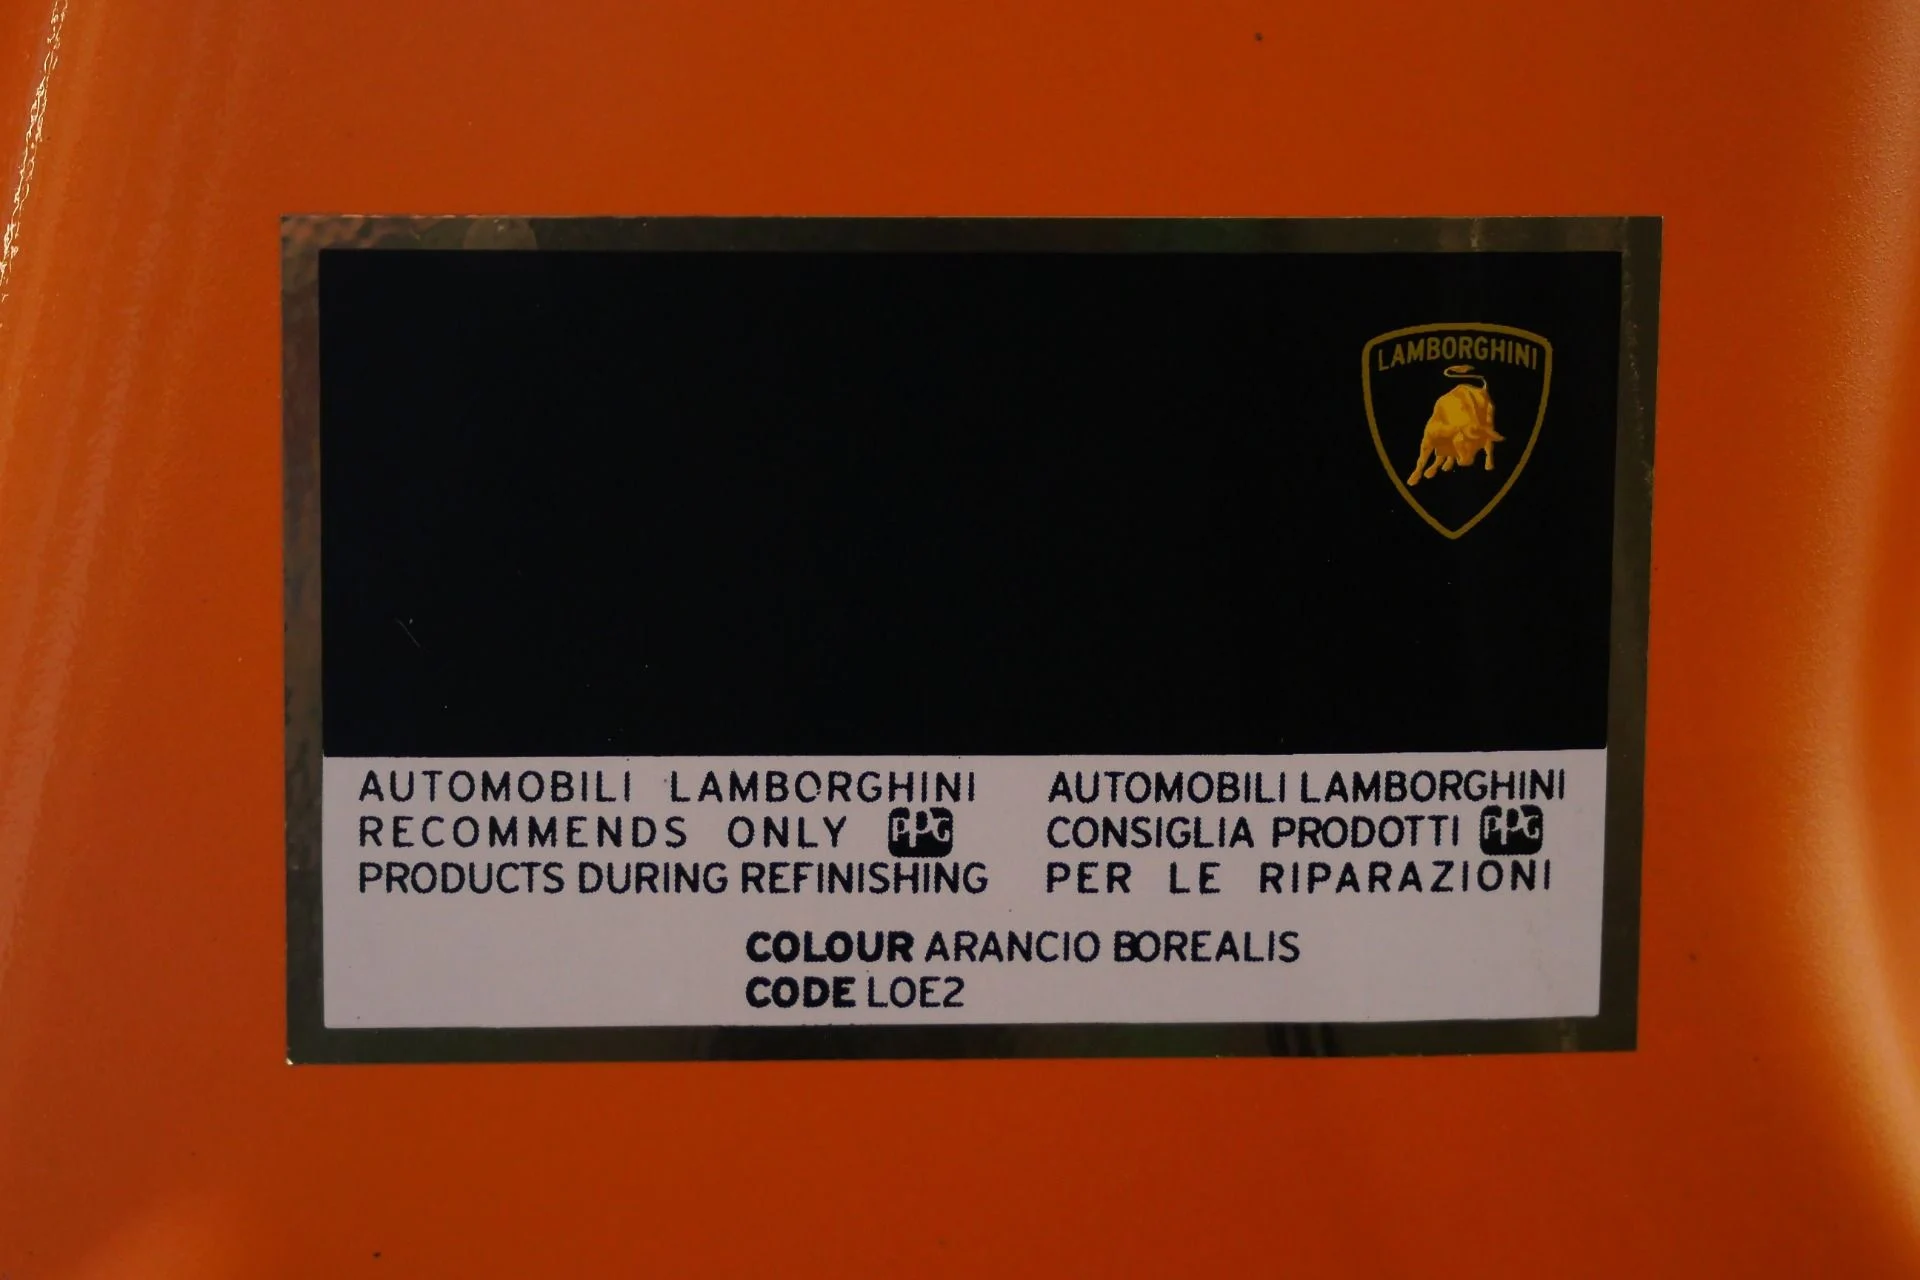 LAMBORGHINI
AUTOMOBILI LAMBORGHINI
RECOMMENDS ONLY PPG
PRODUCTS DURING REFINISHING
AUTOMOBILI LAMBORGHINI
CONSIGLIA PRODOTTI PPG
PER LE RIPARAZIONI
COLOUR ARANCIO BOREALIS
CODE LOE2